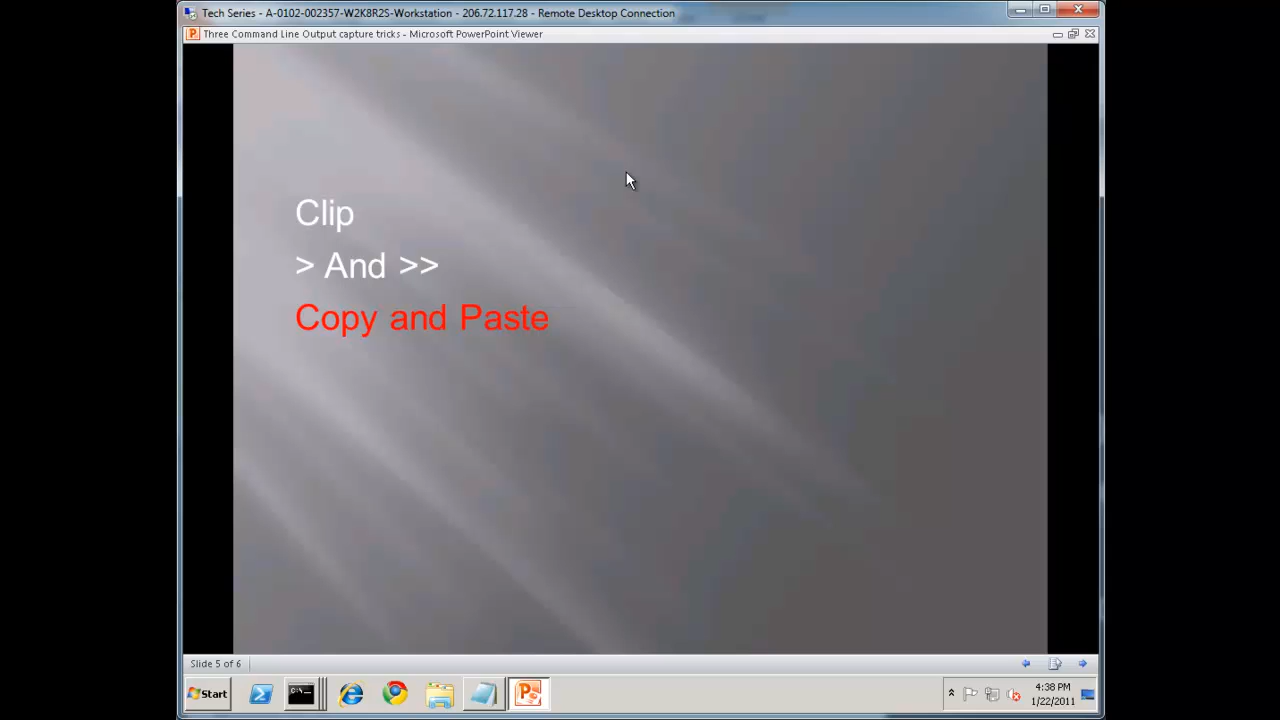 Tech Series - A-0102-002357-W2K8R2S-Workstation - 206.72.117.28 - Remote Desktop Connection
Three Command Line Output capture tricks - Microsoft PowerPoint Viewer
Clip
> And >>
Copy and Paste
Slide 5 of 6
Start
4:38 PM
1/22/2011